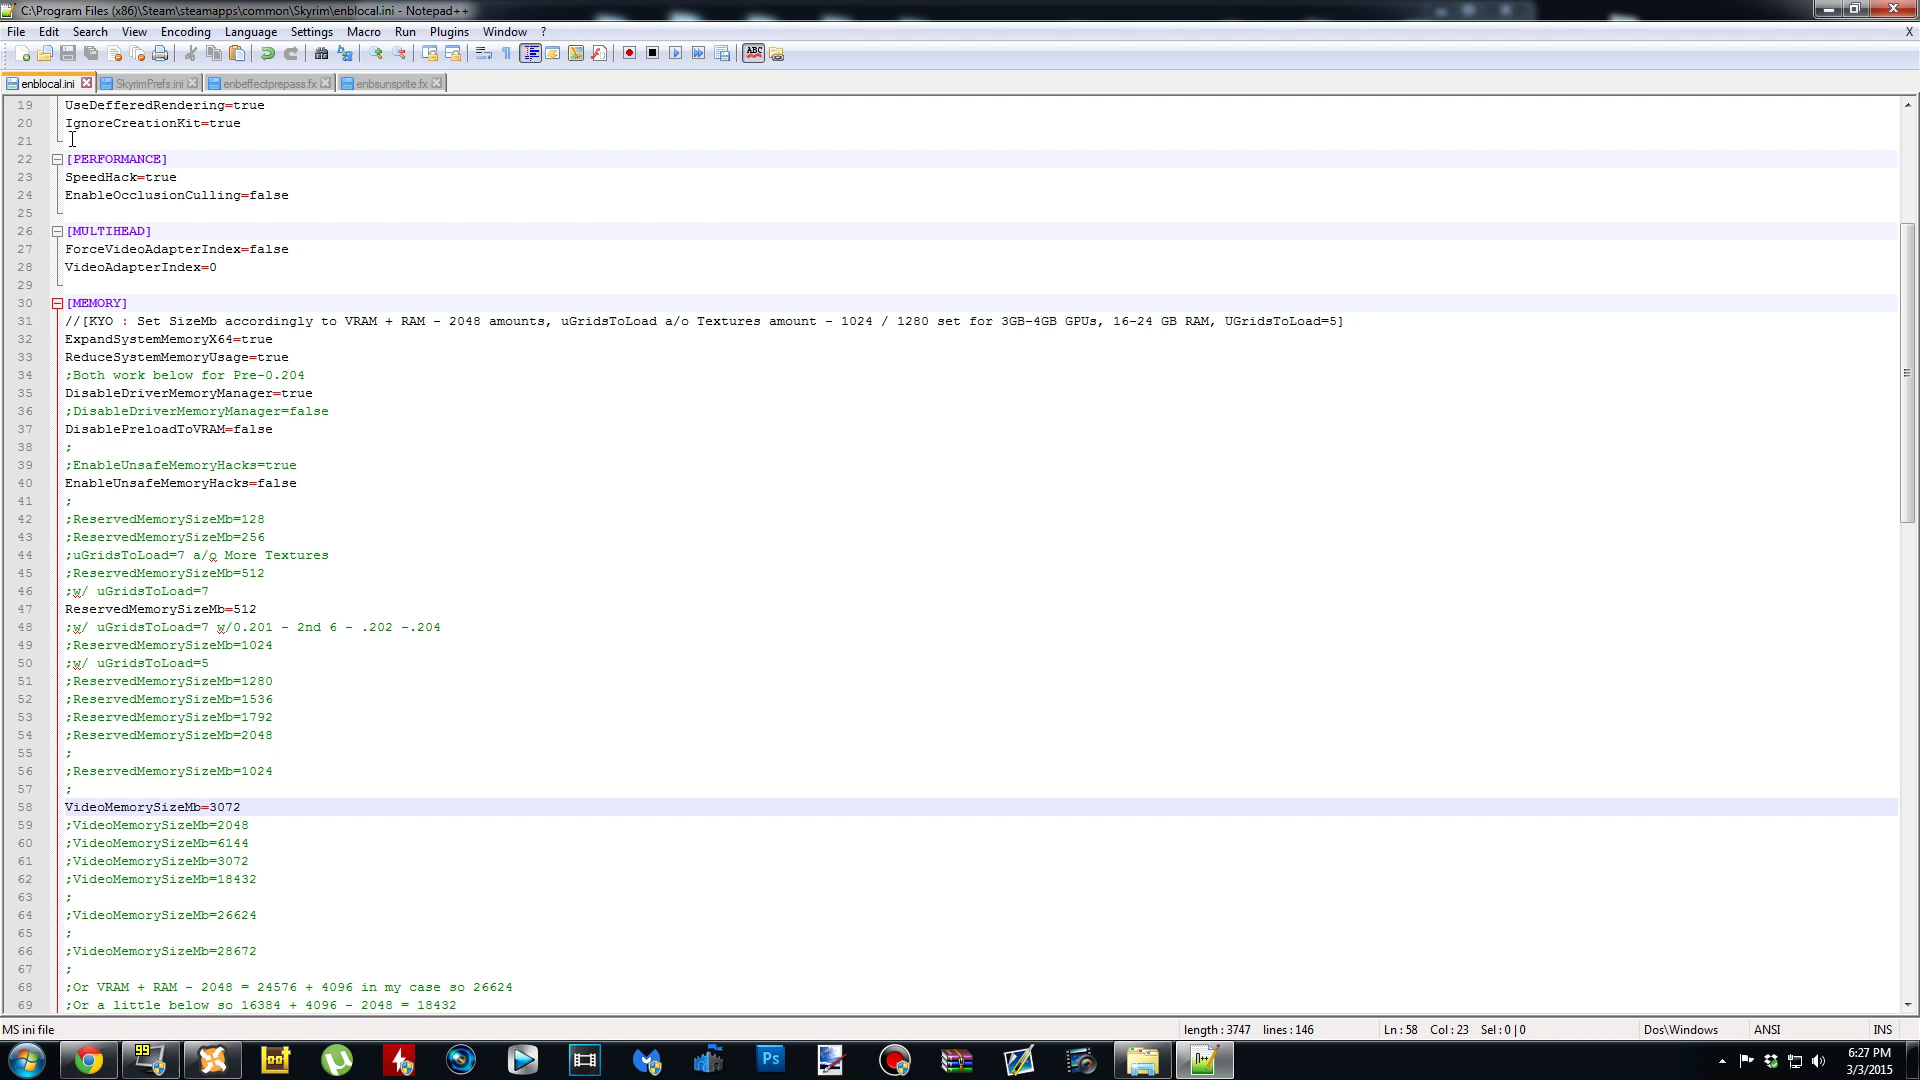 C:\Program Files (x86)\Steam\steamapps\common\Skyrim\enblocal.ini - Notepad++
File Edit Search View Encoding Language Settings Macro Run Plugins Window ? X
ABC
enblocal.ini SkyrimPrefs.ini enbeffectprepass.fx enbsunsprite.fx
19 UseDefferedRendering=true
20 IgnoreCreationKit=true
21
22 [PERFORMANCE]
23 SpeedHack=true
24 EnableOcclusionCulling=false
25
26 [MULTIHEAD]
27 ForceVideoAdapterIndex=false
28 VideoAdapterIndex=0
29
30 [MEMORY]
31 //[KYO : Set SizeMb accordingly to VRAM + RAM - 2048 amounts, uGridsToLoad a/o Textures amount - 1024 / 1280 set for 3GB-4GB GPUs, 16-24 GB RAM, UGridsToLoad=5]
32 ExpandSystemMemoryX64=true
33 ReduceSystemMemoryUsage=true
34 ;Both work below for Pre-0.204
35 DisableDriverMemoryManager=true
36 ;DisableDriverMemoryManager=false
37 DisablePreloadToVRAM=false
38 ;
39 ;EnableUnsafeMemoryHacks=true
40 EnableUnsafeMemoryHacks=false
41 ;
42 ;ReservedMemorySizeMb=128
43 ;ReservedMemorySizeMb=256
44 ;uGridsToLoad=7 a/o More Textures
45 ;ReservedMemorySizeMb=512
46 ;w/ uGridsToLoad=7
47 ReservedMemorySizeMb=512
48 ;w/ uGridsToLoad=7 w/0.201 - 2nd 6 - .202 -.204
49 ;ReservedMemorySizeMb=1024
50 ;w/ uGridsToLoad=5
51 ;ReservedMemorySizeMb=1280
52 ;ReservedMemorySizeMb=1536
53 ;ReservedMemorySizeMb=1792
54 ;ReservedMemorySizeMb=2048
55 ;
56 ;ReservedMemorySizeMb=1024
57 ;
58 VideoMemorySizeMb=3072
59 ;VideoMemorySizeMb=2048
60 ;VideoMemorySizeMb=6144
61 ;VideoMemorySizeMb=3072
62 ;VideoMemorySizeMb=18432
63 ;
64 ;VideoMemorySizeMb=26624
65 ;
66 ;VideoMemorySizeMb=28672
67 ;
68 ;Or VRAM + RAM - 2048 = 24576 + 4096 in my case so 26624
69 ;Or a little below so 16384 + 4096 - 2048 = 18432
MS ini file length : 3747 lines : 146 Ln : 58 Col : 23 Sel : 0 | 0 Dos\Windows ANSI INS
99 Ps 6:27 PM
3/3/2015